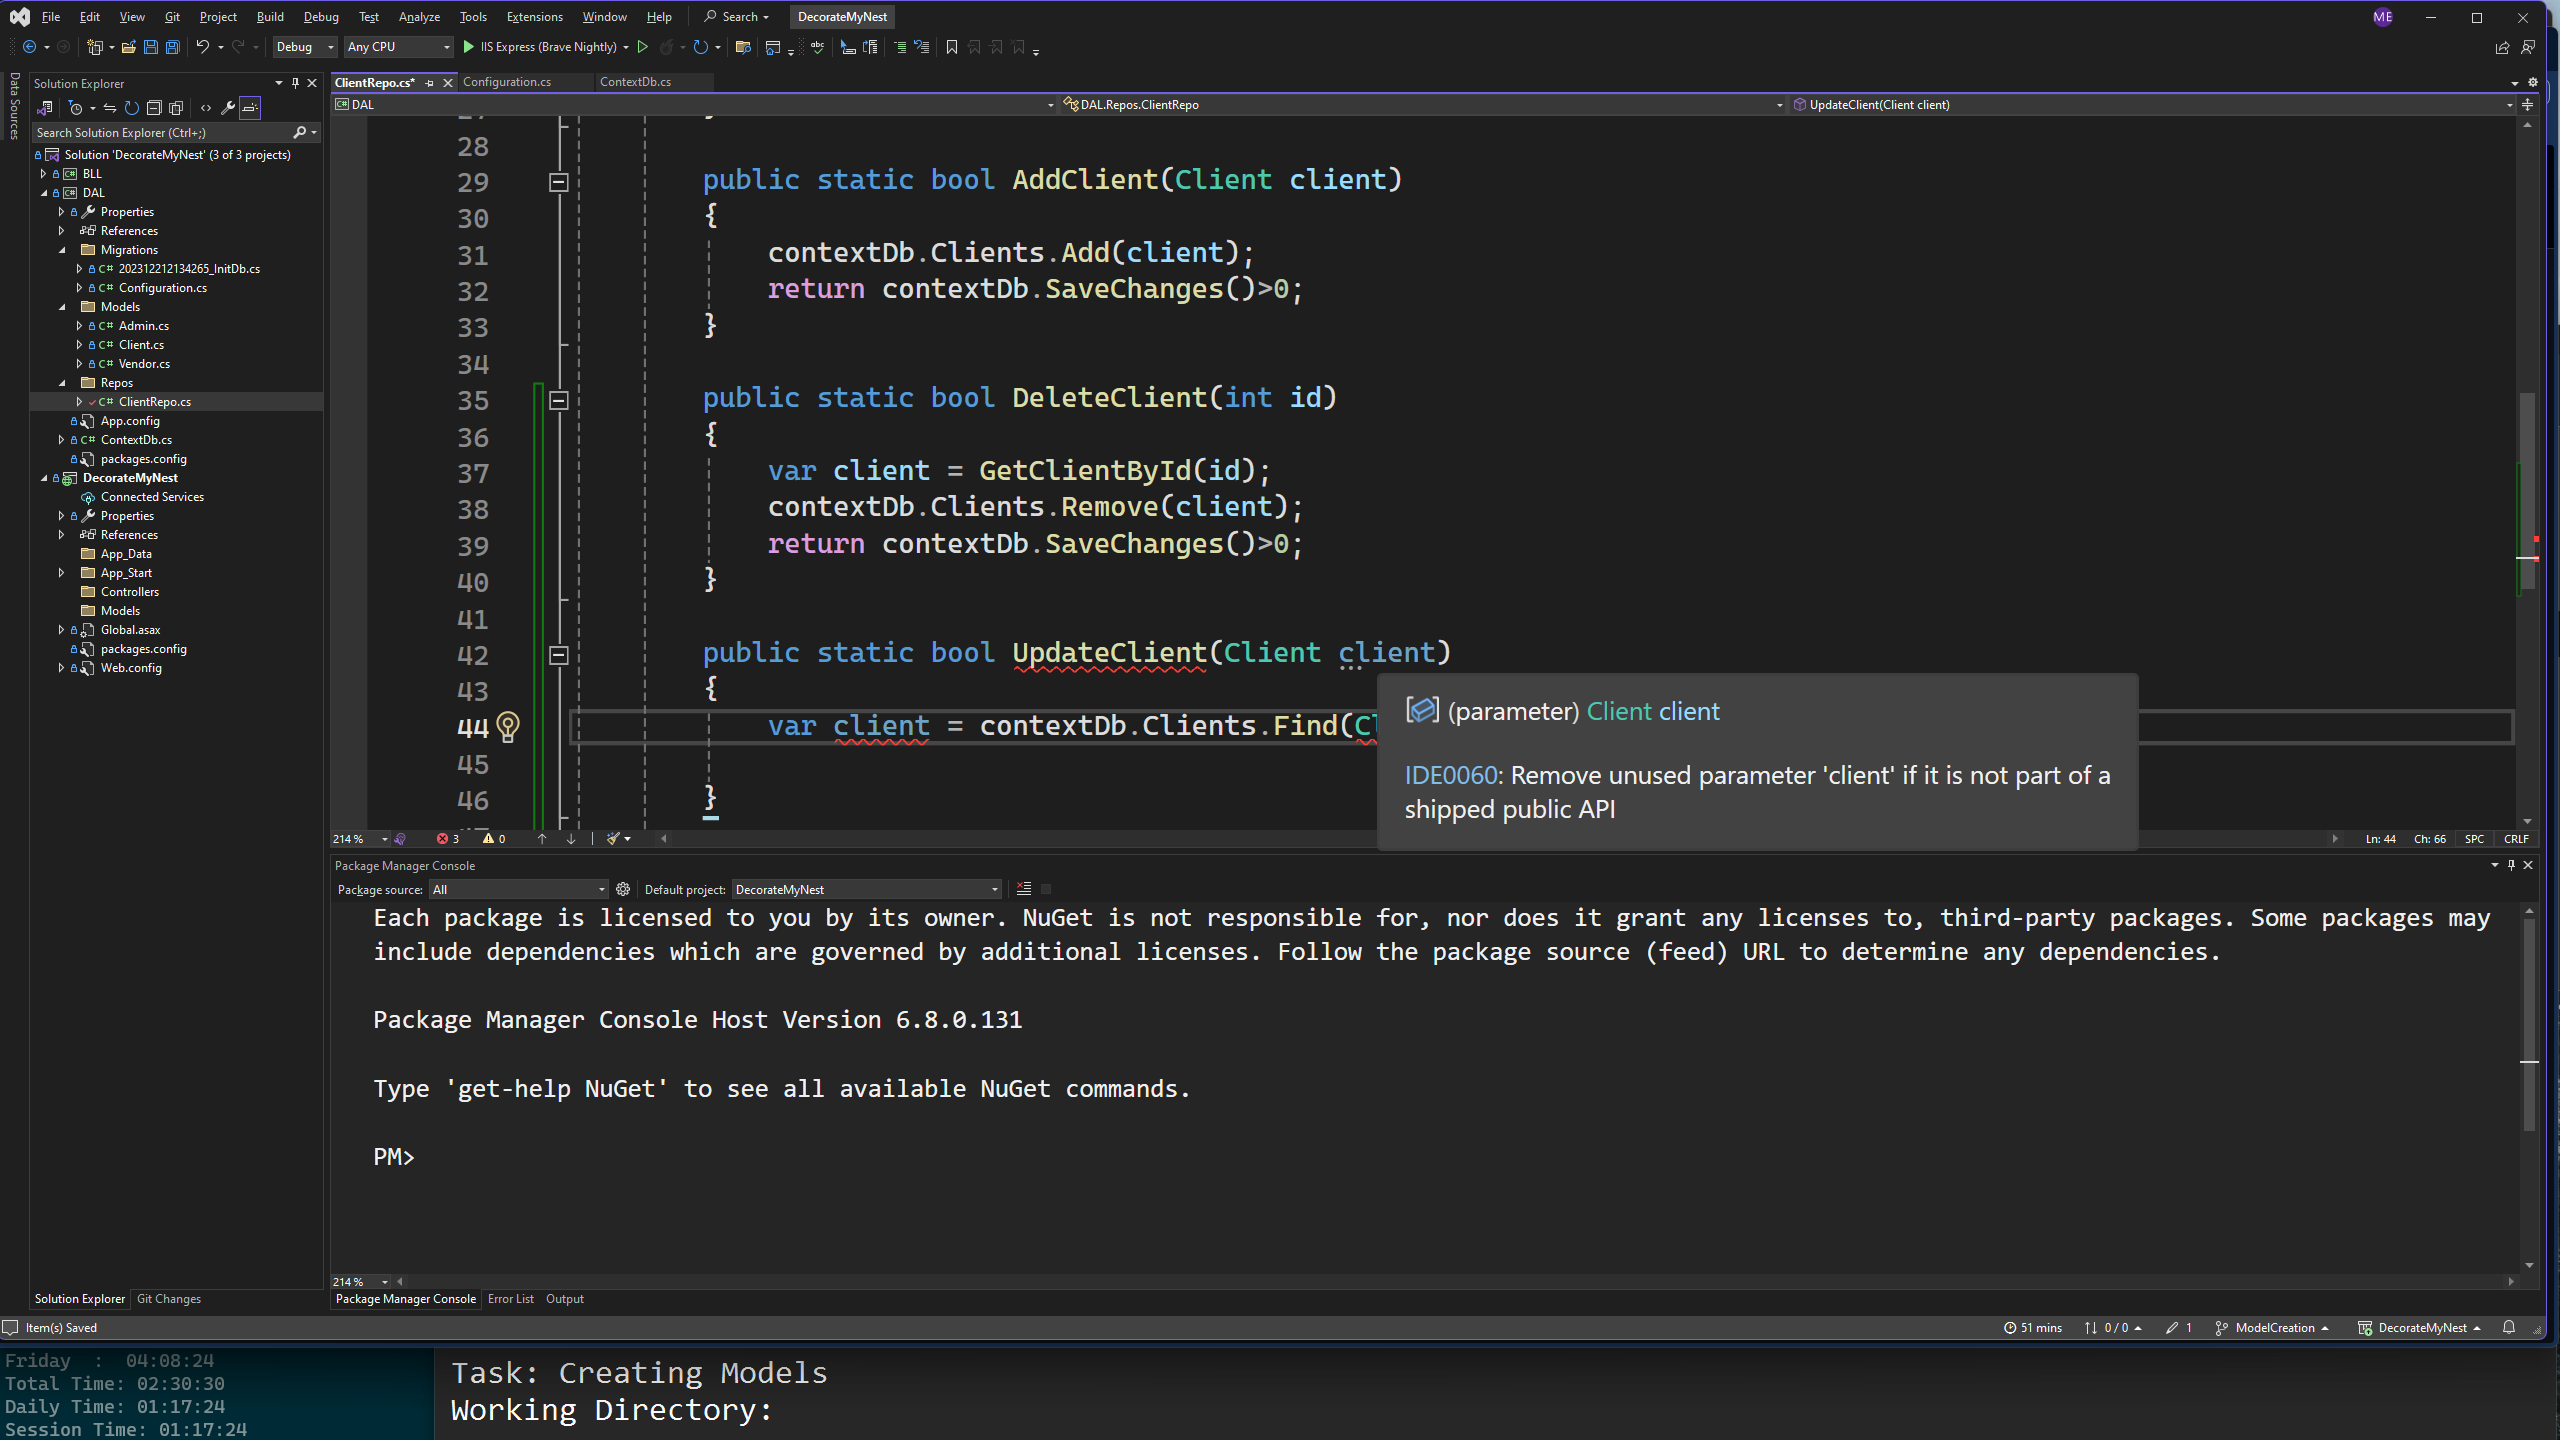 File Edit View Git Project Build Debug Test Analyze Tools Extensions Window Help Search DecorateMyNest ME
Debug Any CPU IIS Express (Brave Nightly)
Data Sources
Solution Explorer
Search Solution Explorer (Ctrl+;)
Solution 'DecorateMyNest' (3 of 3 projects)
BLL
DAL
Properties
References
Migrations
202312212134265_InitDb.cs
Configuration.cs
Models
Admin.cs
Client.cs
Vendor.cs
Repos
ClientRepo.cs
App.config
ContextDb.cs
packages.config
DecorateMyNest
Connected Services
Properties
References
App_Data
App_Start
Controllers
Models
Global.asax
packages.config
Web.config
Solution Explorer Git Changes
ClientRepo.cs* Configuration.cs ContextDb.cs
DAL DAL.Repos.ClientRepo UpdateClient(Client client)
28
29 public static bool AddClient(Client client)
30 {
31 contextDb.Clients.Add(client);
32 return contextDb.SaveChanges()>0;
33 }
34
35 public static bool DeleteClient(int id)
36 {
37 var client = GetClientById(id);
38 contextDb.Clients.Remove(client);
39 return contextDb.SaveChanges()>0;
40 }
41
42 public static bool UpdateClient(Client client)
43 {
44 var client = contextDb.Clients.Find(Cl
45
46 }
(parameter) Client client
IDE0060: Remove unused parameter 'client' if it is not part of a
shipped public API
214 % 3 0 Ln: 44 Ch: 66 SPC CRLF
Package Manager Console
Package source: All Default project: DecorateMyNest
Each package is licensed to you by its owner. NuGet is not responsible for, nor does it grant any licenses to, third-party packages. Some packages may
include dependencies which are governed by additional licenses. Follow the package source (feed) URL to determine any dependencies.
Package Manager Console Host Version 6.8.0.131
Type 'get-help NuGet' to see all available NuGet commands.
PM>
214 %
Package Manager Console Error List Output
Item(s) Saved 51 mins 0 / 0 1 ModelCreation DecorateMyNest
Friday : 04:08:24
Total Time: 02:30:30
Daily Time: 01:17:24
Session Time: 01:17:24
Task: Creating Models
Working Directory: